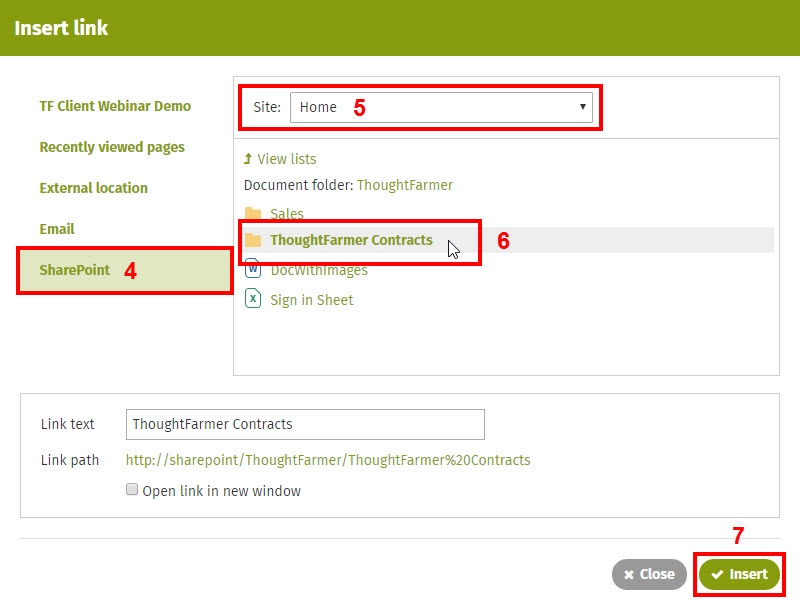 Insert link
TF Client Webinar Demo
Recently viewed pages
External location
Email
SharePoint 4
Site: Home 5
View lists
Document folder: ThoughtFarmer
Sales
ThoughtFarmer Contracts 6
W DocWithImages
X Sign in Sheet
Link text ThoughtFarmer Contracts
Link path http://sharepoint/ThoughtFarmer/ThoughtFarmer%20Contracts
Open link in new window
7
Close Insert